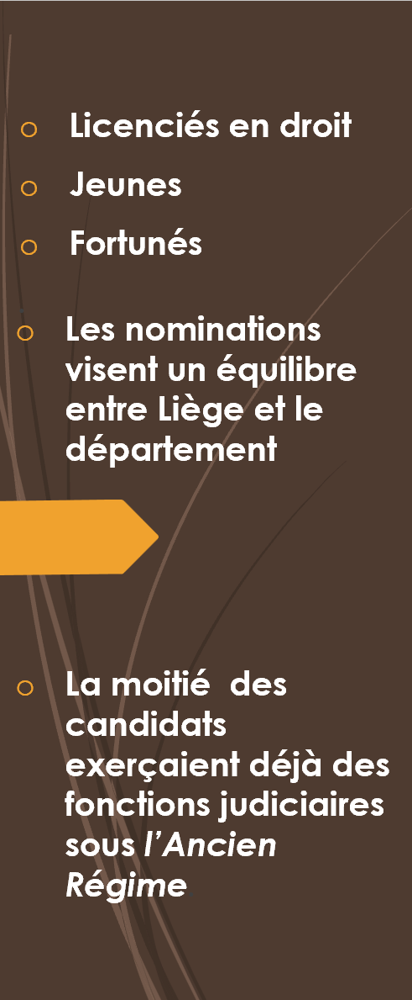 Licenciés en droit
Jeunes
Fortunés
Les nominations
visent un équilibre
entre Liège et le
département
La moitié  des
candidats
exerçaient déjà des
fonctions judiciaires
sous l’Ancien
Régime